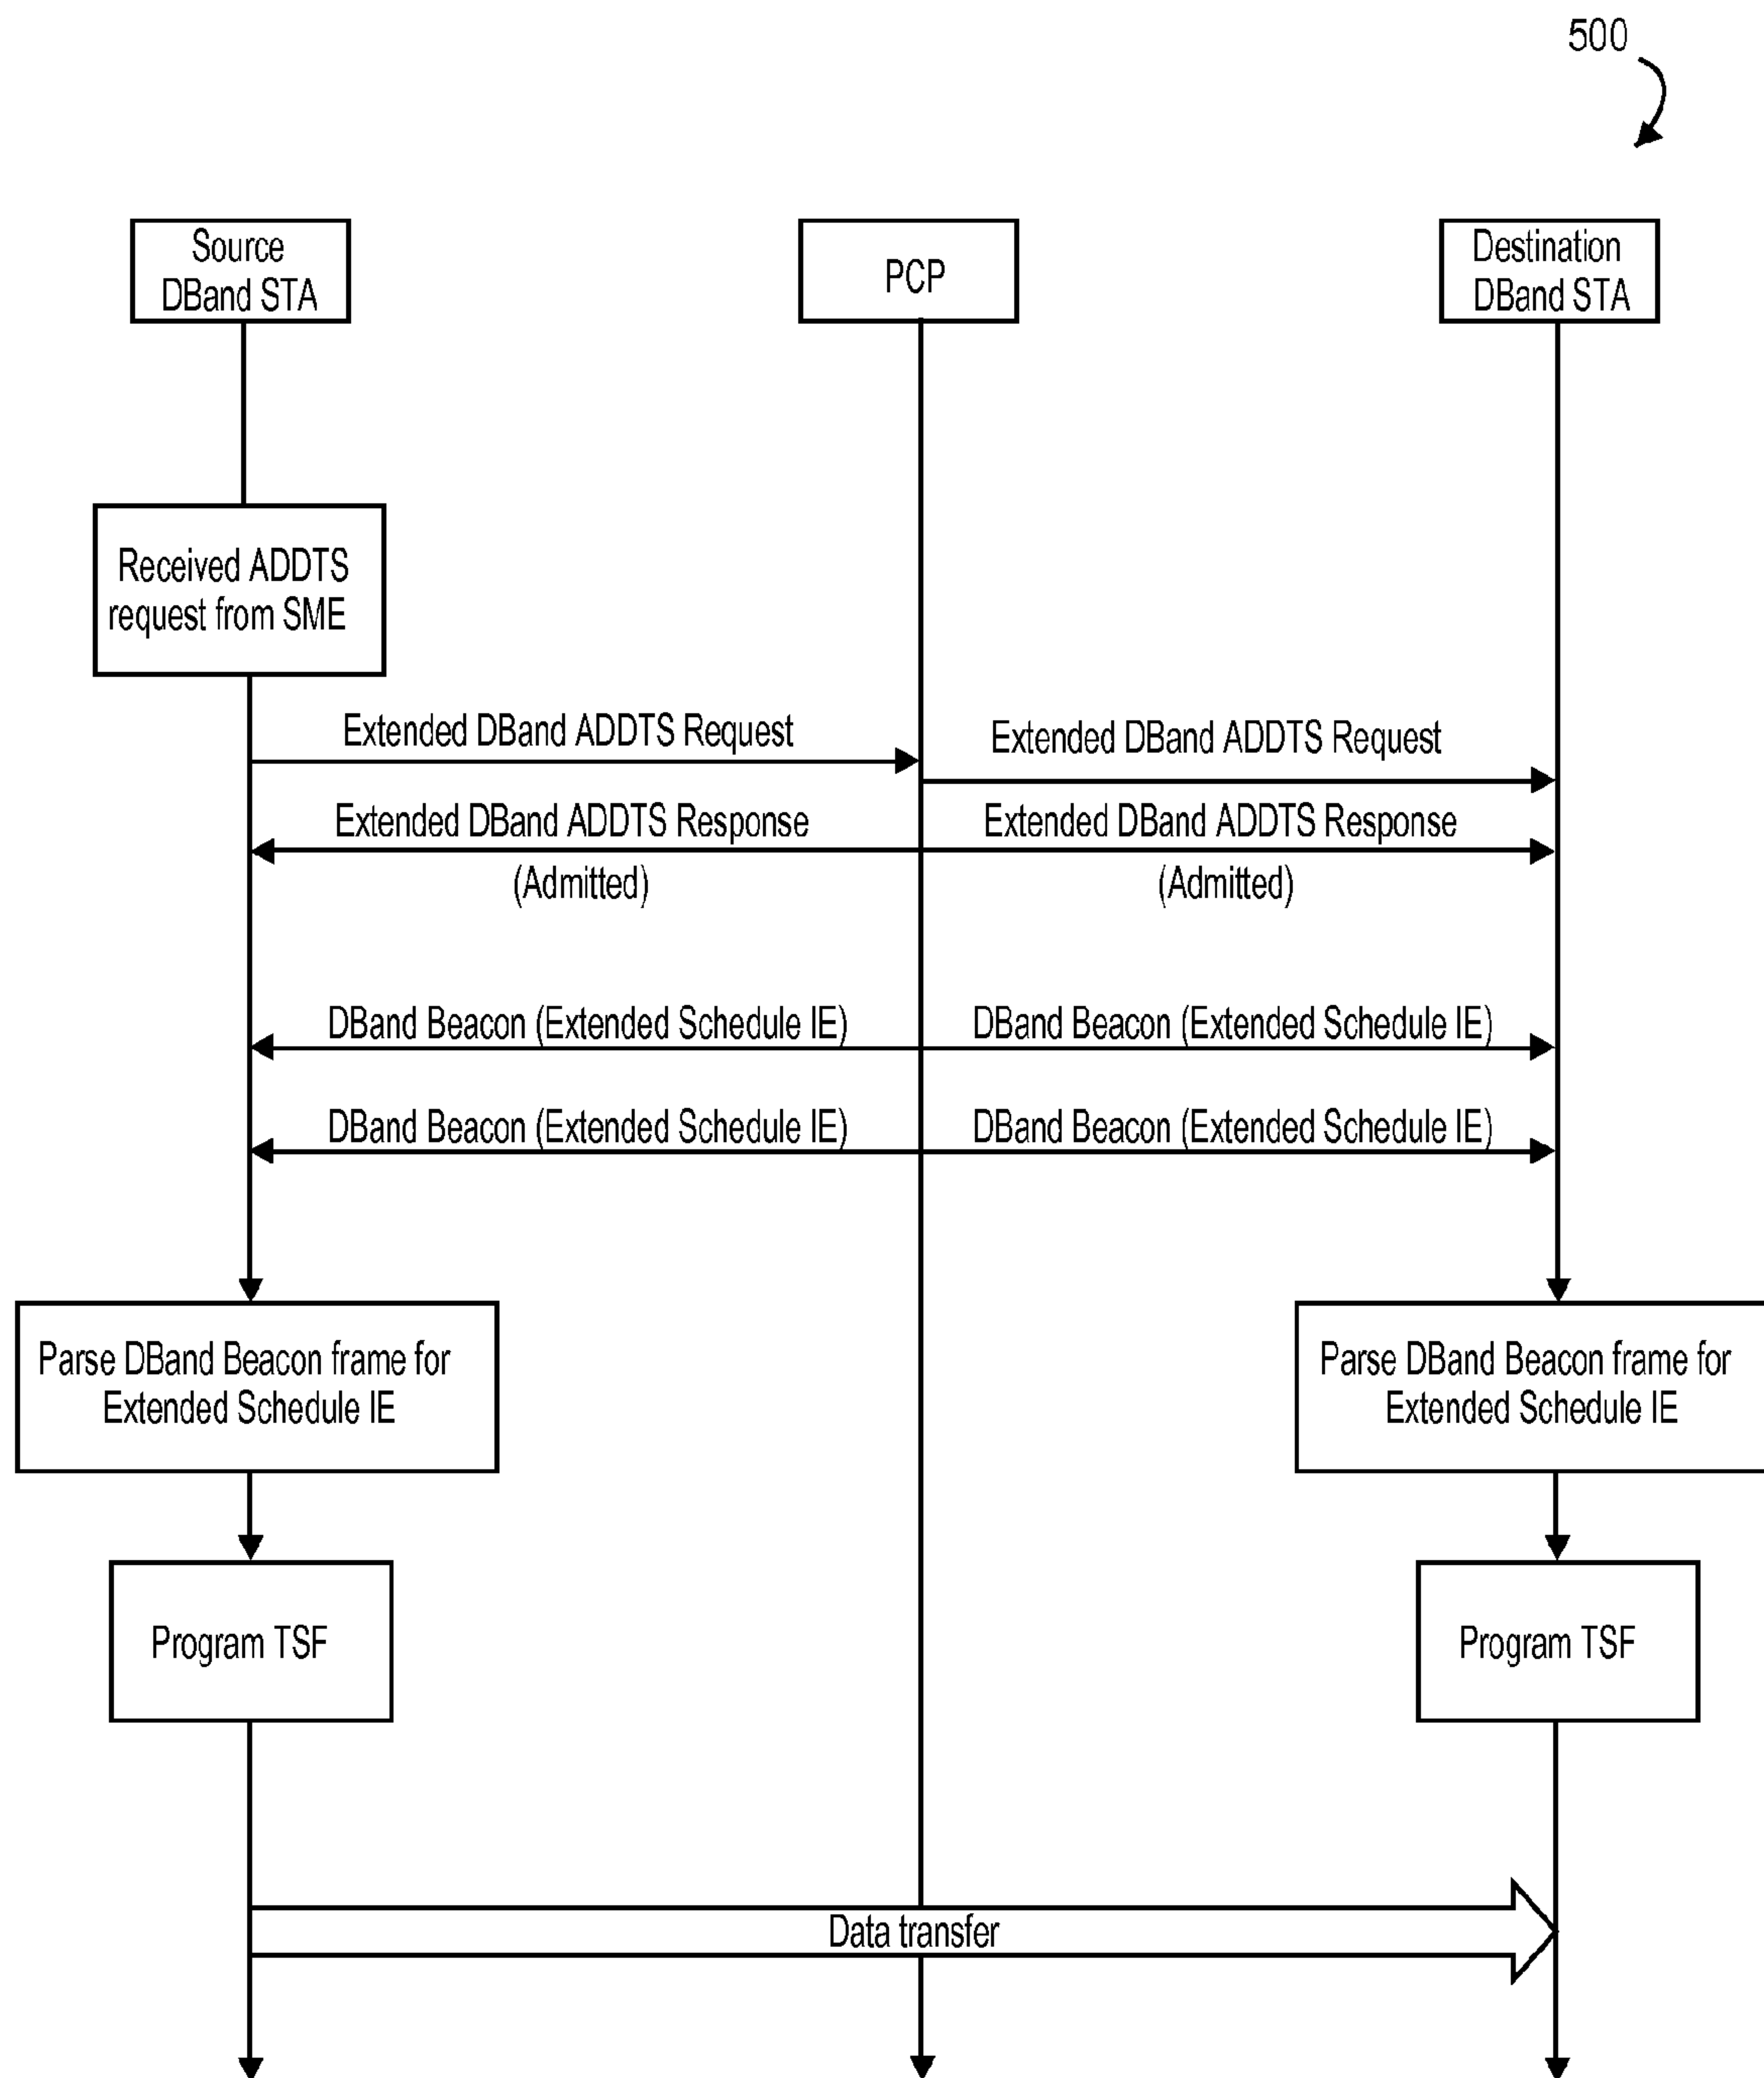 500
Source
DBand STA
PCP
Destination
DBand STA
Received ADDTS
request from SME
Extended DBand ADDTS Request
Extended DBand ADDTS Request
Extended DBand ADDTS Response
(Admitted)
Extended DBand ADDTS Response
(Admitted)
DBand Beacon (Extended Schedule IE)
DBand Beacon (Extended Schedule IE)
DBand Beacon (Extended Schedule IE)
DBand Beacon (Extended Schedule IE)
Parse DBand Beacon frame for
Extended Schedule IE
Parse DBand Beacon frame for
Extended Schedule IE
Program TSF
Program TSF
Data transfer